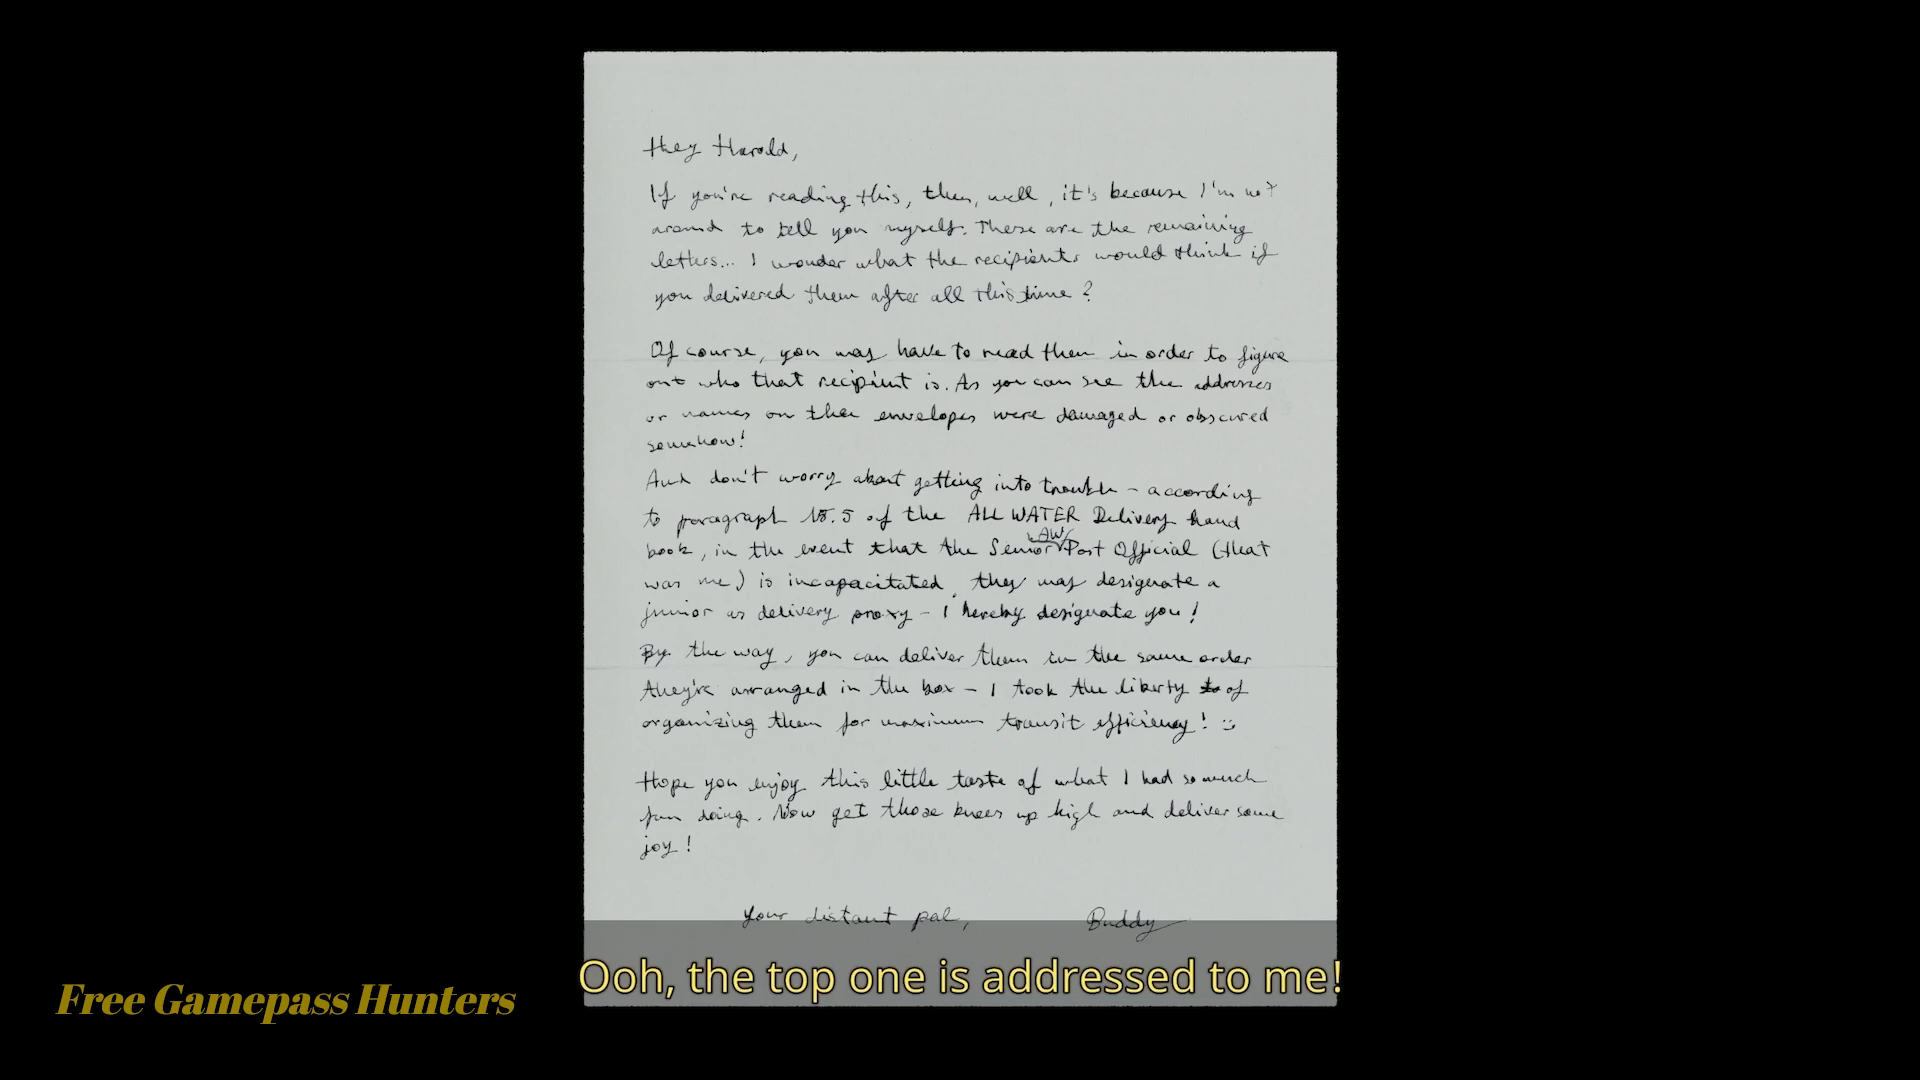 Hey Harold,
If you're reading this, then, well, it's because I'm not
around to tell you myself. These are the remaining
letters... I wonder what the recipients would think if
you delivered them after all this time?
Of course, you may have to read them in order to figure
out who that recipient is. As you can see the addresses
or names on the envelopes were damaged or obscured
somehow!
And don't worry about getting into trouble - according
to paragraph 15.5 of the ALL WATER Delivery hand
book, in the event that the Senior AW Post Official (that
was me) is incapacitated, they may designate a
junior as delivery proxy - I hereby designate you!
By the way, you can deliver them in the same order
they're arranged in the box - I took the liberty of
organizing them for maximum transit efficiency! :)
Hope you enjoy this little taste of what I had so much
fun doing. Now get those knees up high and deliver some
joy!
Your distant pal, Buddy
Ooh, the top one is addressed to me!
Free Gamepass Hunters